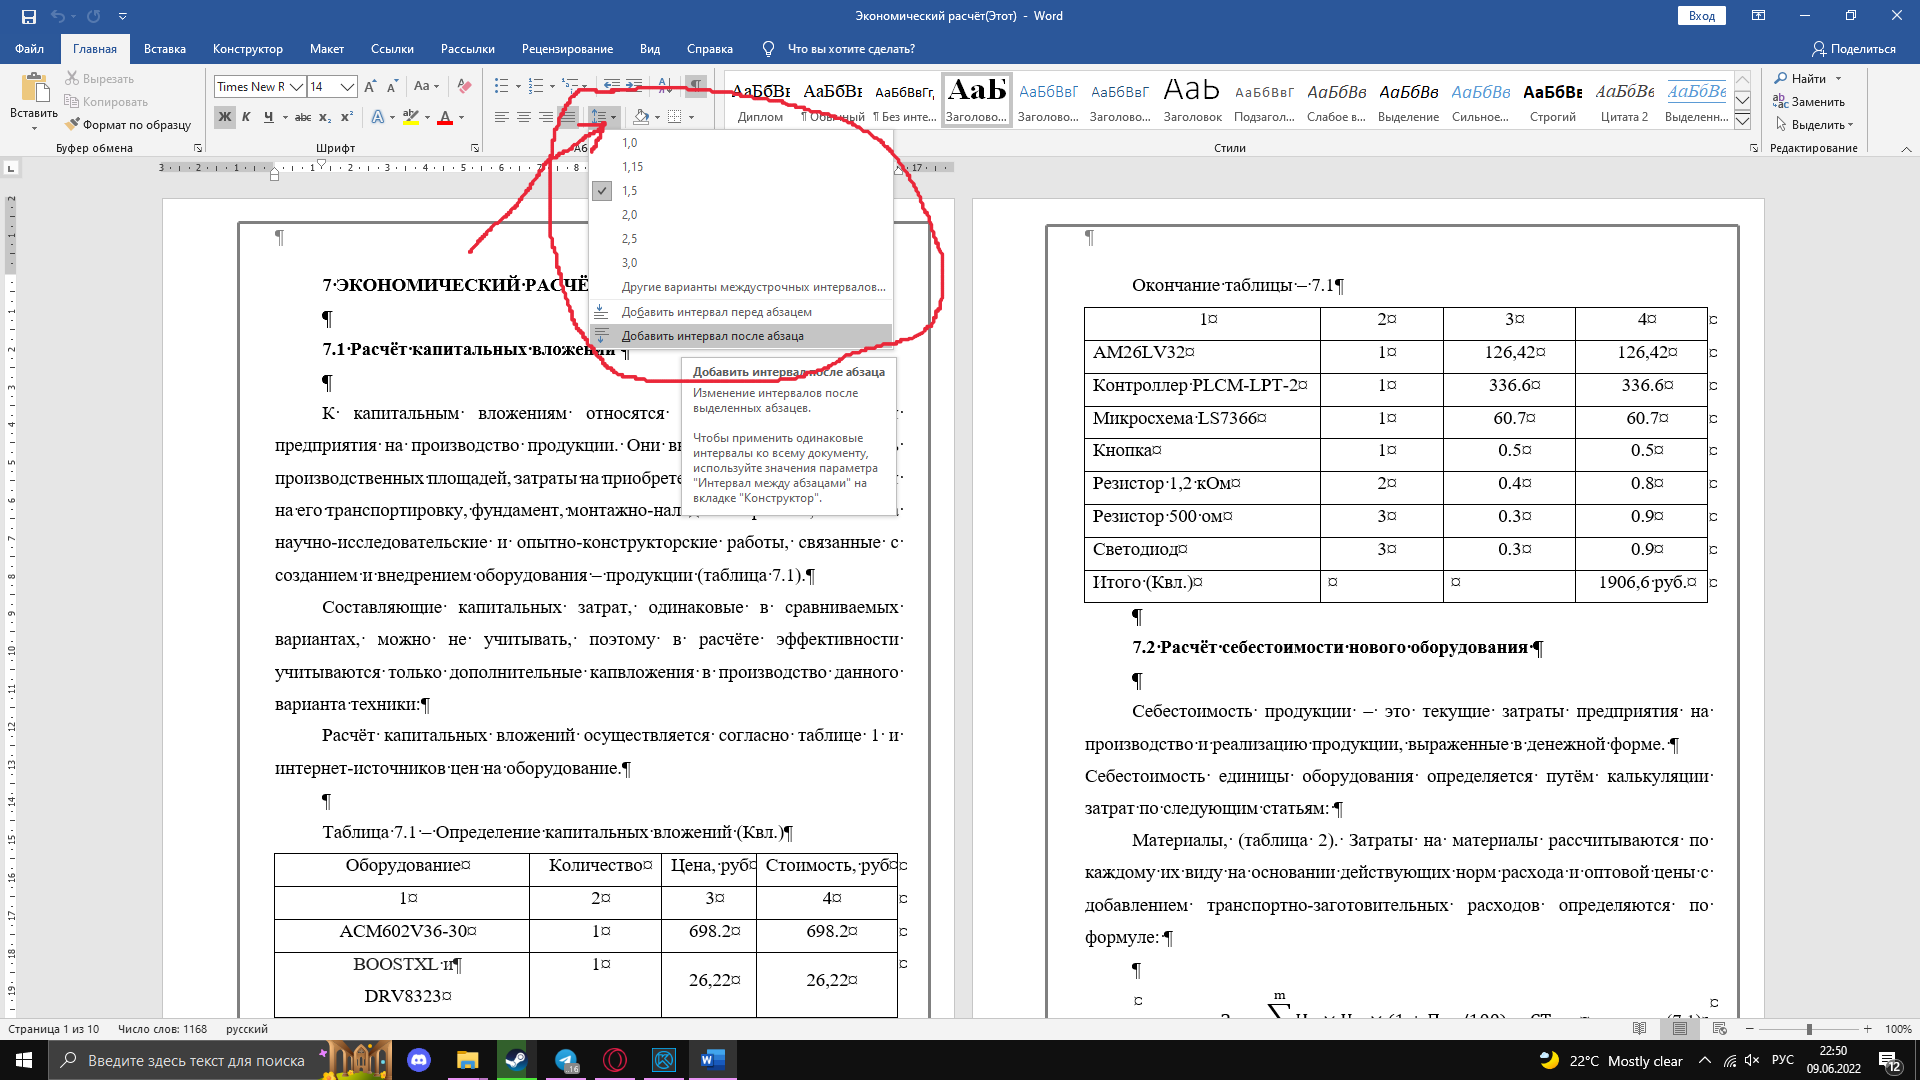 Экономический расчёт(Этот) - Word
Вход
Файл Главная Вставка Конструктор Макет Ссылки Рассылки Рецензирование Вид Справка Что вы хотите сделать? Поделиться
Вставить
Вырезать
Копировать
Формат по образцу
Буфер обмена
Times New R 14
Ж К Ч abc x₂ x²
Шрифт
АаБбВв АаБбВв АаБбВвГг, АаБ АаБбВвГ АаБбВвГ АаЬ АаБбВвГ АаБбВв АаБбВв АаБбВв АаБбВв АаБбВв АаБбВв
Диплом ¶ Обычный ¶ Без инте... Заголово... Заголово... Заголово... Заголовок Подзагол... Слабое в... Выделение Сильное... Строгий Цитата 2 Выделенн...
Стили
Найти
Заменить
Выделить
Редактирование
1,0
1,15
1,5
2,0
2,5
3,0
Другие варианты междустрочных интервалов...
Добавить интервал перед абзацем
Добавить интервал после абзаца
Добавить интервал после абзаца
Изменение интервалов после
выделенных абзацев.
Чтобы применить одинаковые
интервалы ко всему документу,
используйте значения параметра
"Интервал между абзацами" на
вкладке "Конструктор".
¶
7·ЭКОНОМИЧЕСКИЙ·РАСЧЁ
¶
7.1·Расчёт·капитальных·вложений·¶
¶
К· капитальным· вложениям· относятся·
предприятия· на· производство· продукции.· Они·
производственных·площадей,·затраты·на·приобрете
на·его·транспортировку,·фундамент,·монтажно-нал
научно-исследовательские· и· опытно-конструкторские· работы,· связанные· с·
созданием·и·внедрением·оборудования·–·продукции·(таблица·7.1).¶
Составляющие· капитальных· затрат,· одинаковые· в· сравниваемых·
вариантах,· можно· не· учитывать,· поэтому· в· расчёте· эффективности·
учитываются·только·дополнительные·капвложения·в·производство·данного·
варианта·техники:¶
Расчёт· капитальных· вложений· осуществляется· согласно· таблице· 1· и·
интернет-источников·цен·на·оборудование.¶
¶
Таблица·7.1·–·Определение·капитальных·вложений·(Квл.)¶
Оборудование¤ Количество¤ Цена,·руб¤ Стоимость,·руб¤ ¤
1¤ 2¤ 3¤ 4¤ ¤
ACM602V36-30¤ 1¤ 698.2¤ 698.2¤ ¤
BOOSTXL·и¶ 1¤ 26,22¤ 26,22¤ ¤
DRV8323¤
¶
Окончание·таблицы·–·7.1¶
1¤ 2¤ 3¤ 4¤ ¤
AM26LV32¤ 1¤ 126,42¤ 126,42¤ ¤
Контроллер·PLCM-LPT-2¤ 1¤ 336.6¤ 336.6¤ ¤
Микросхема·LS7366¤ 1¤ 60.7¤ 60.7¤ ¤
Кнопка¤ 1¤ 0.5¤ 0.5¤ ¤
Резистор·1,2·кОм¤ 2¤ 0.4¤ 0.8¤ ¤
Резистор·500·ом¤ 3¤ 0.3¤ 0.9¤ ¤
Светодиод¤ 3¤ 0.3¤ 0.9¤ ¤
Итого·(Квл.)¤ ¤ ¤ 1906,6·руб.¤ ¤
¶
7.2·Расчёт·себестоимости·нового·оборудования·¶
¶
Себестоимость· продукции· –· это· текущие· затраты· предприятия· на·
производство·и·реализацию·продукции,·выраженные·в·денежной·форме.·¶
Себестоимость· единицы· оборудования· определяется· путём· калькуляции·
затрат·по·следующим·статьям:·¶
Материалы,· (таблица· 2).· Затраты· на· материалы· рассчитываются· по·
каждому·их·виду·на·основании·действующих·норм·расхода·и·оптовой·цены·с·
добавлением· транспортно-заготовительных· расходов· определяются· по·
формуле:·¶
¶
¤ m ¤
Страница 1 из 10 Число слов: 1168 русский 100%
Введите здесь текст для поиска
22°C Mostly clear РУС 22:50
09.06.2022
12